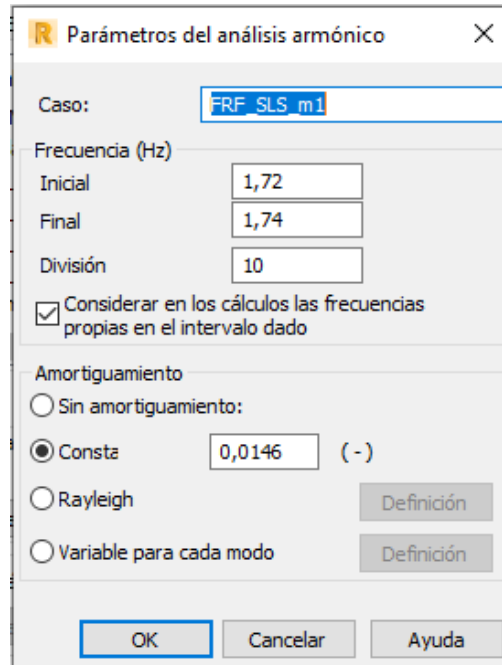 R Parámetros del análisis armónico
Caso: FRF_SLS_m1
Frecuencia (Hz)
Inicial 1,72
Final 1,74
División 10
Considerar en los cálculos las frecuencias
propias en el intervalo dado
Amortiguamiento
Sin amortiguamiento:
Consta 0,0146 (-)
Rayleigh Definición
Variable para cada modo Definición
OK Cancelar Ayuda